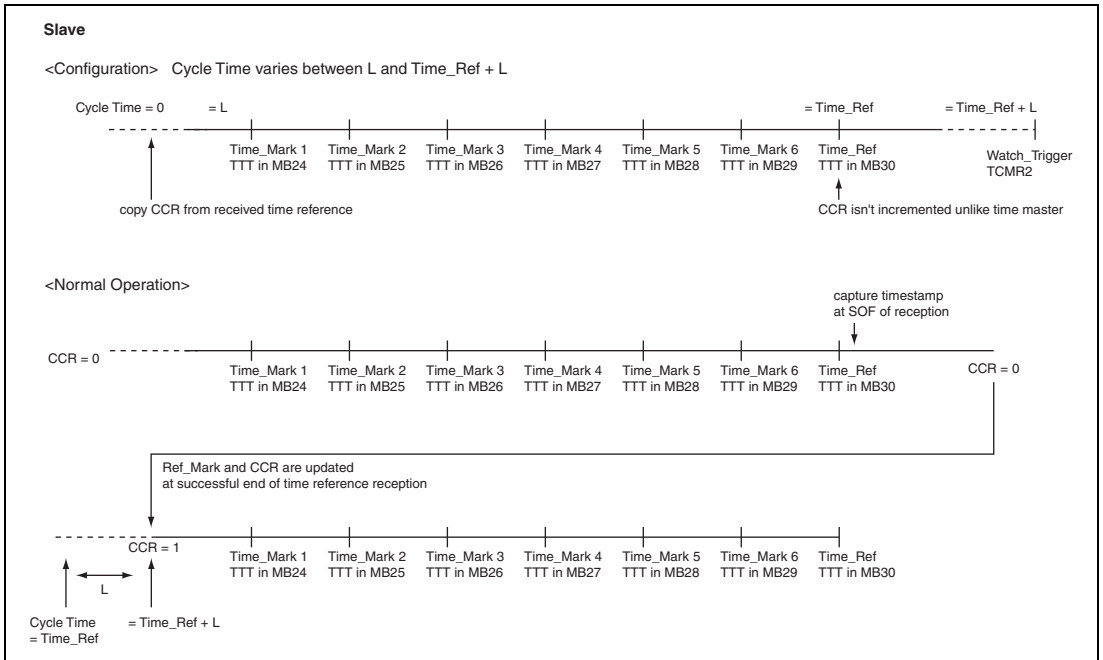 Slave
<Configuration> Cycle Time varies between L and Time_Ref + L
Cycle Time = 0 = L = Time_Ref = Time_Ref + L
Time_Mark 1 Time_Mark 2 Time_Mark 3 Time_Mark 4 Time_Mark 5 Time_Mark 6 Time_Ref
TTT in MB24 TTT in MB25 TTT in MB26 TTT in MB27 TTT in MB28 TTT in MB29 TTT in MB30
Watch_Trigger
TCMR2
copy CCR from received time reference
CCR isn't incremented unlike time master
<Normal Operation>
capture timestamp
at SOF of reception
CCR = 0
Time_Mark 1 Time_Mark 2 Time_Mark 3 Time_Mark 4 Time_Mark 5 Time_Mark 6 Time_Ref
TTT in MB24 TTT in MB25 TTT in MB26 TTT in MB27 TTT in MB28 TTT in MB29 TTT in MB30
CCR = 0
Ref_Mark and CCR are updated
at successful end of time reference reception
CCR = 1
Time_Mark 1 Time_Mark 2 Time_Mark 3 Time_Mark 4 Time_Mark 5 Time_Mark 6 Time_Ref
TTT in MB24 TTT in MB25 TTT in MB26 TTT in MB27 TTT in MB28 TTT in MB29 TTT in MB30
L
Cycle Time
= Time_Ref
= Time_Ref + L